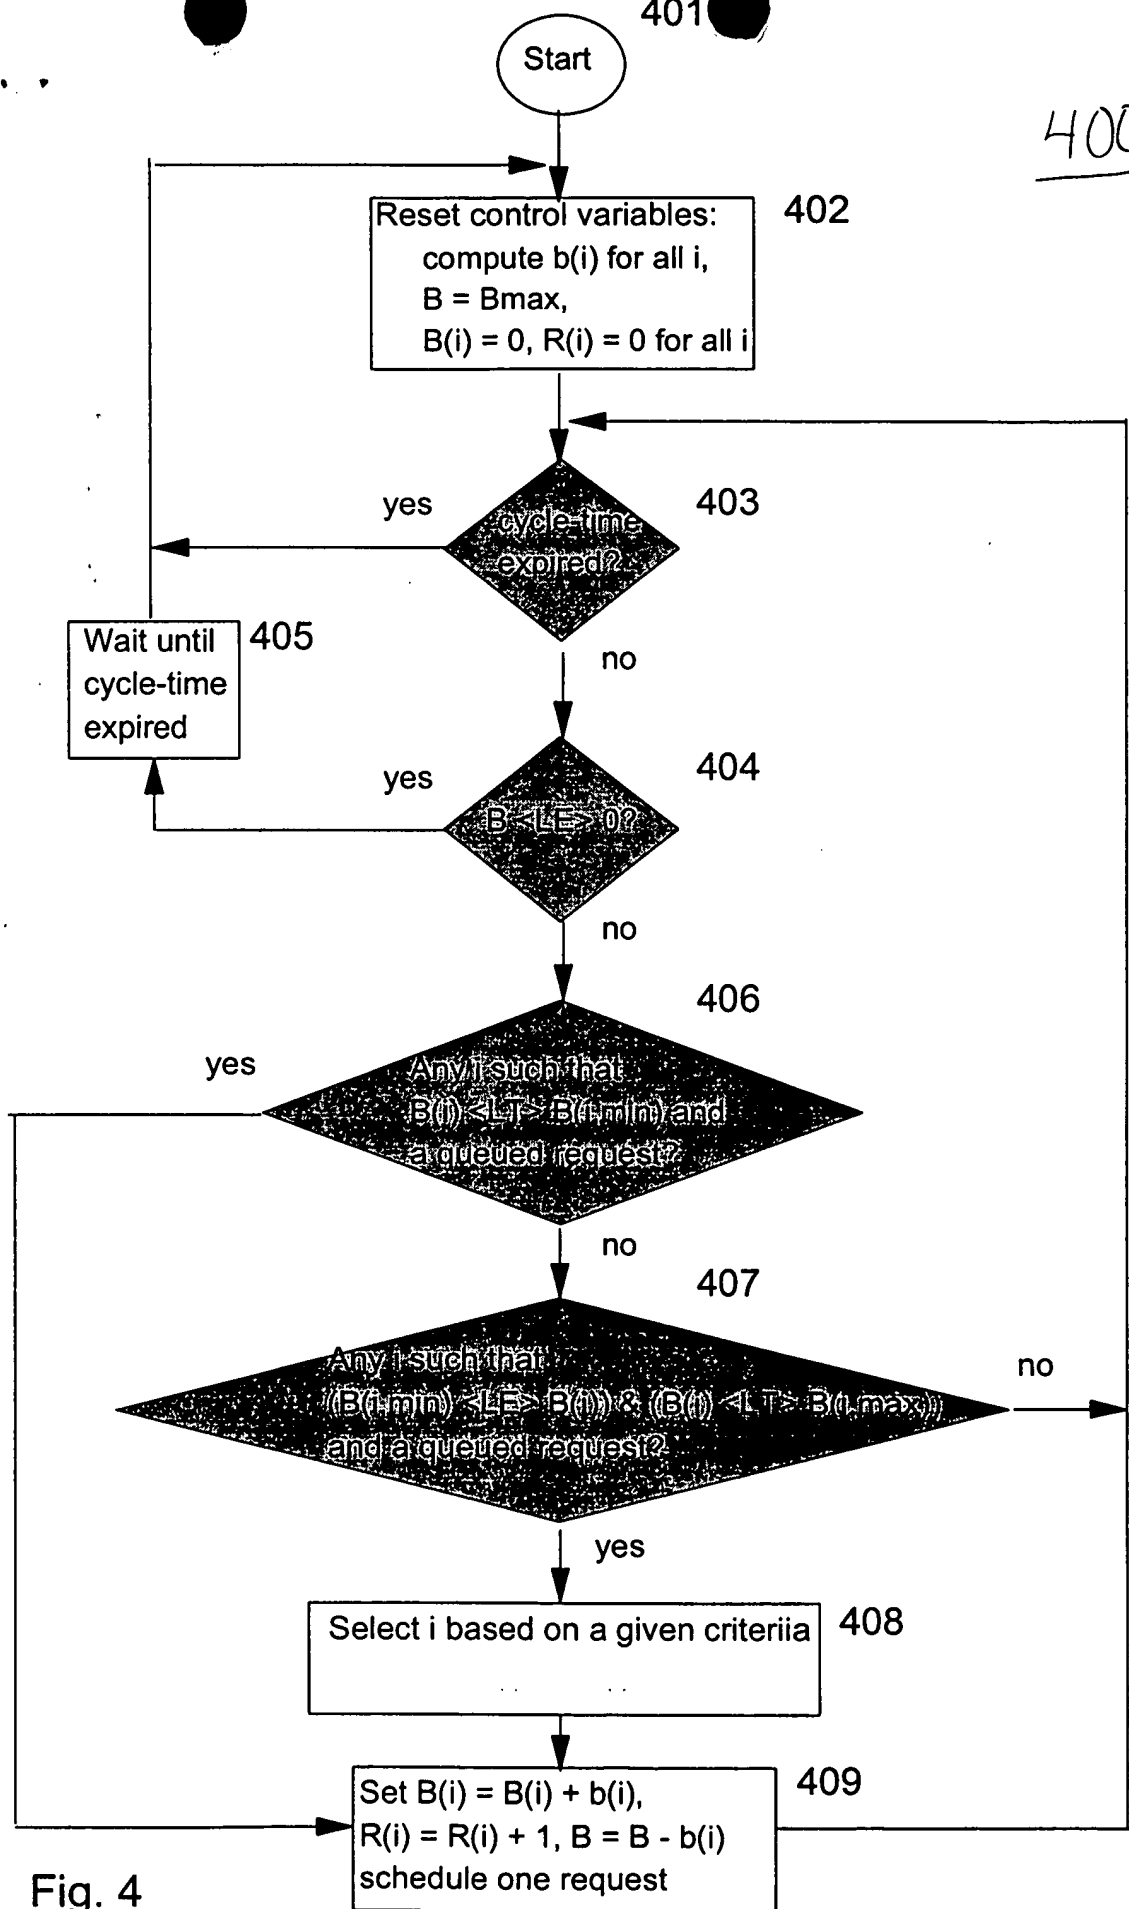 401
Start
400
402
Reset control variables:
compute b(i) for all i,
B = Bmax,
B(i) = 0, R(i) = 0 for all i
403
yes
cycle-time
expired?
no
405
Wait until
cycle-time
expired
404
yes
B <LE> 0?
no
406
yes
Any i such that
B(i) <LT> B(i.min) and
a queued request?
no
407
Any i such that
(B(i.min) <LE> B(i)) & (B(i) <LT> B(i.max))
and a queued request?
no
yes
Select i based on a given criteriia
408
409
Set B(i) = B(i) + b(i),
R(i) = R(i) + 1, B = B - b(i)
schedule one request
Fig. 4